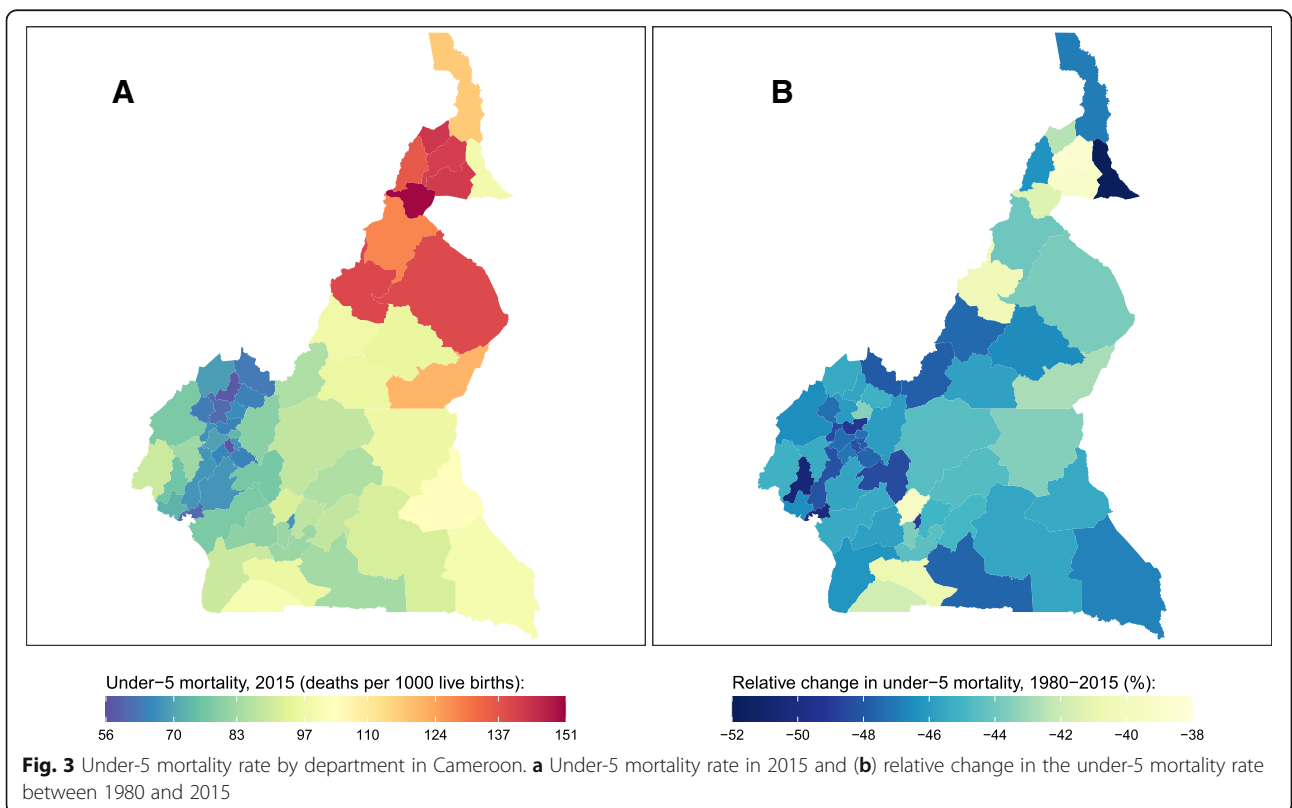 A
B
Under−5 mortality, 2015 (deaths per 1000 live births):
56 70 83 97 110 124 137 151
Relative change in under−5 mortality, 1980−2015 (%):
−52 −50 −48 −46 −44 −42 −40 −38
Fig. 3 Under-5 mortality rate by department in Cameroon. a Under-5 mortality rate in 2015 and (b) relative change in the under-5 mortality rate
between 1980 and 2015